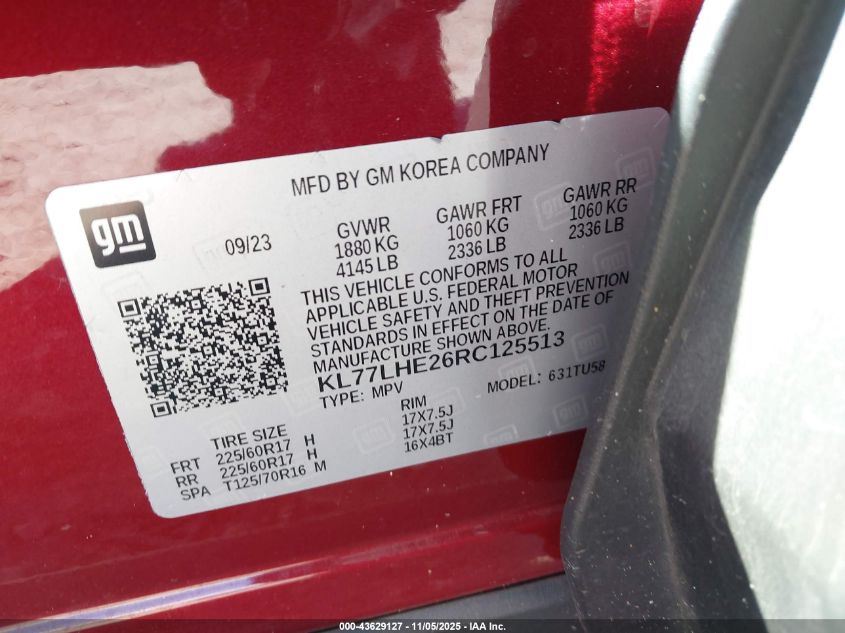 MFD BY GM KOREA COMPANY
gm
09/23
GVWR
1880 KG
4145 LB
GAWR FRT
1060 KG
2336 LB
GAWR RR
1060 KG
2336 LB
THIS VEHICLE CONFORMS TO ALL
APPLICABLE U.S. FEDERAL MOTOR
VEHICLE SAFETY AND THEFT PREVENTION
STANDARDS IN EFFECT ON THE DATE OF
MANUFACTURE SHOWN ABOVE.
KL77LHE26RC125513
TYPE: MPV
MODEL: 631TU58
TIRE SIZE
RIM
FRT 225/60R17 H 17X7.5J
RR 225/60R17 H 17X7.5J
SPA T125/70R16 M 16X4BT
000-43629127 - 11/05/2025 - IAA Inc.